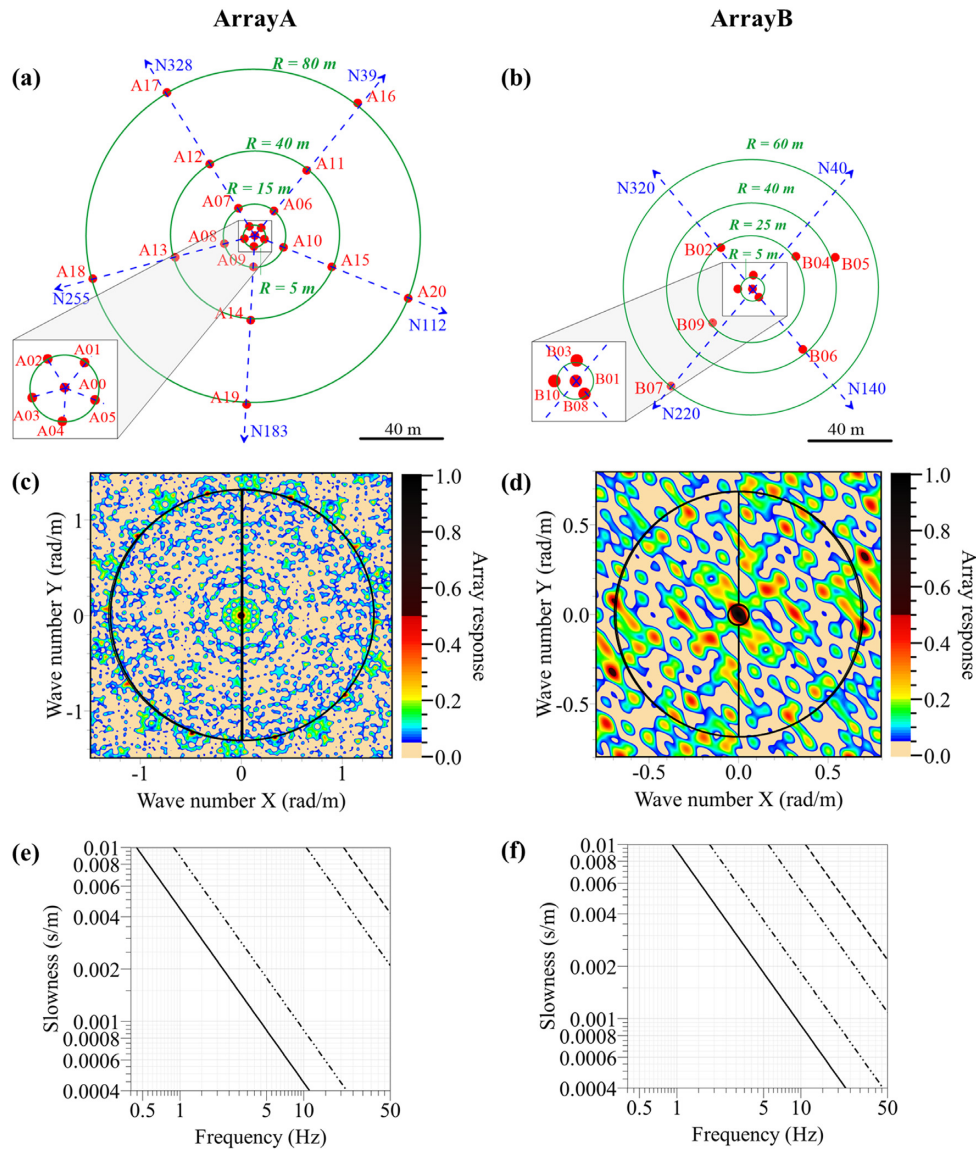 ArrayA
ArrayB
(a)
N328
A17
R = 80 m
N39
A16
A12
R = 40 m
A11
R = 15 m
A07
A06
A08
A10
A13
A09
A15
A18
R = 5 m
A20
N255
N112
A14
A02
A01
A00
A03
A05
A04
A19
N183
40 m
(b)
R = 60 m
N320
N40
R = 40 m
R = 25 m
B02
R = 5 m
B04
B05
B09
B06
B03
B01
B10
B08
B07
N220
N140
40 m
(c)
Wave number Y (rad/m)
1
0
-1
-1
0
1
Wave number X (rad/m)
1.0
0.8
0.6
0.4
0.2
0.0
Array response
(d)
Wave number Y (rad/m)
0.5
0.0
-0.5
-0.5
0.0
0.5
Wave number X (rad/m)
1.0
0.8
0.6
0.4
0.2
0.0
Array response
(e)
Slowness (s/m)
0.01
0.008
0.006
0.004
0.002
0.001
0.0008
0.0006
0.0004
0.5
1
5
10
50
Frequency (Hz)
(f)
Slowness (s/m)
0.01
0.008
0.006
0.004
0.002
0.001
0.0008
0.0006
0.0004
0.5
1
5
10
50
Frequency (Hz)